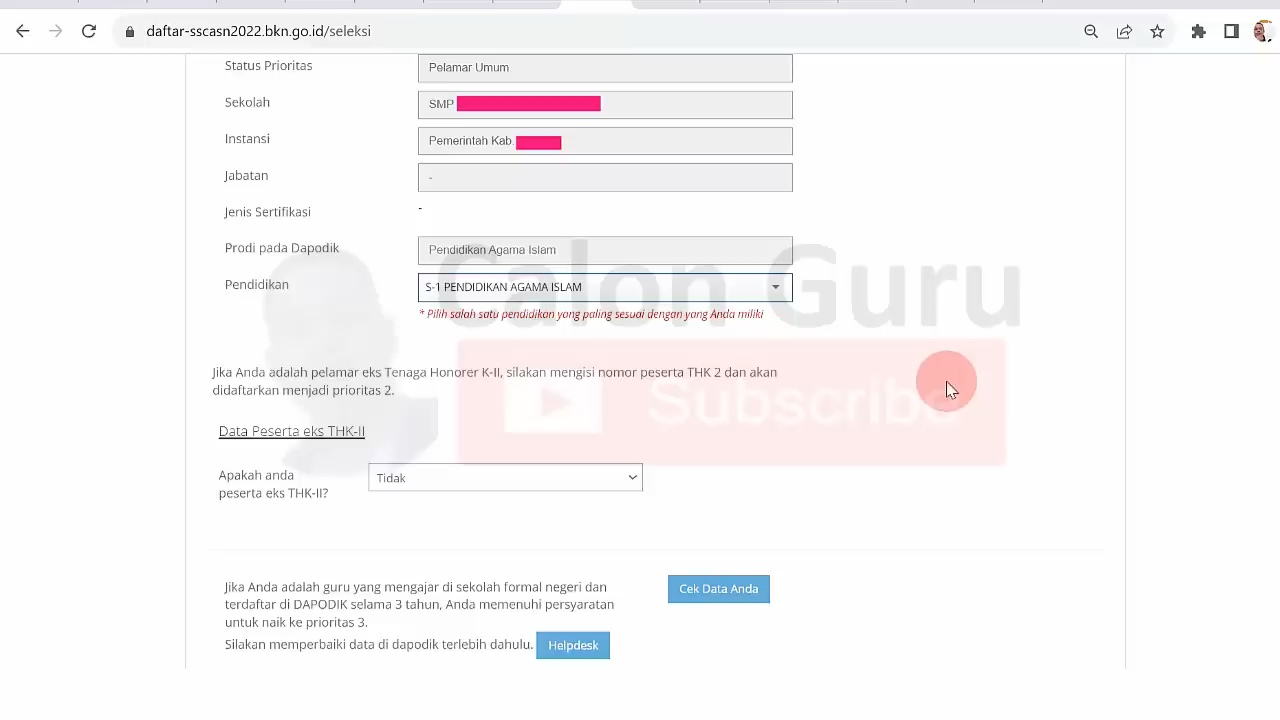 daftar-sscasn2022.bkn.go.id/seleksi
Status Prioritas Pelamar Umum
Sekolah SMP
Instansi Pemerintah Kab.
Jabatan -
Jenis Sertifikasi -
Prodi pada Dapodik Pendidikan Agama Islam
Pendidikan S-1 PENDIDIKAN AGAMA ISLAM
* Pilih salah satu pendidikan yang paling sesuai dengan yang Anda miliki
Calon Guru
Jika Anda adalah pelamar eks Tenaga Honorer K-II, silakan mengisi nomor peserta THK 2 dan akan
didaftarkan menjadi prioritas 2.
Subscribe
Data Peserta eks THK-II
Apakah anda
peserta eks THK-II?
Tidak
Jika Anda adalah guru yang mengajar di sekolah formal negeri dan
terdaftar di DAPODIK selama 3 tahun, Anda memenuhi persyaratan
untuk naik ke prioritas 3.
Cek Data Anda
Silakan memperbaiki data di dapodik terlebih dahulu. Helpdesk